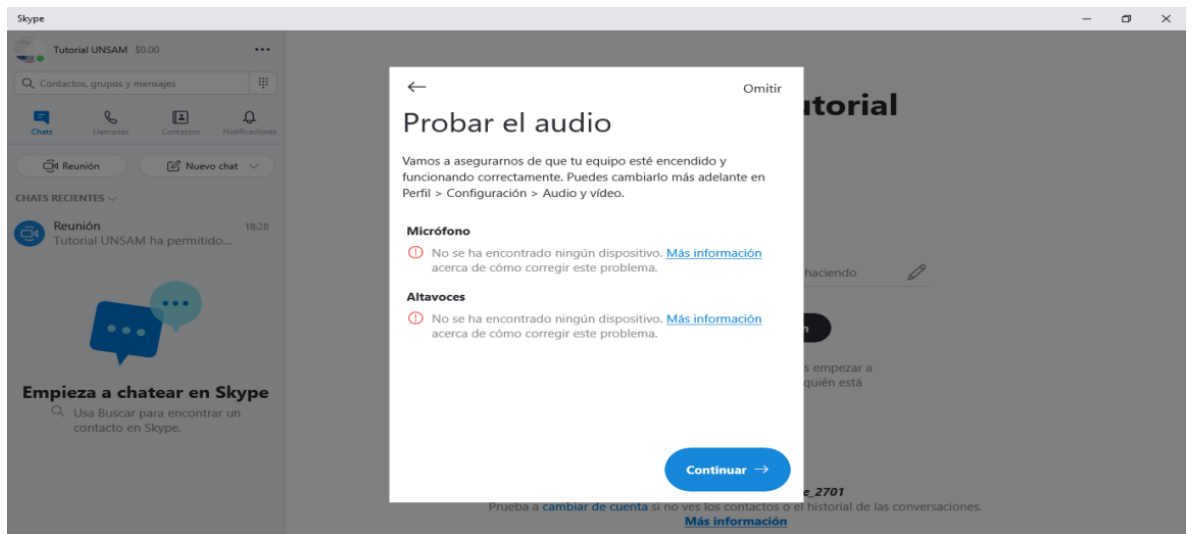 Skype
Tutorial UNSAM $0.00
Contactos, grupos y mensajes
Chats
Llamadas
Contactos
Notificaciones
Reunión
Nuevo chat
CHATS RECIENTES
Reunión
18:28
Tutorial UNSAM ha permitido...
Empieza a chatear en Skype
Usa Buscar para encontrar un
contacto en Skype.
Omitir
Probar el audio
Vamos a asegurarnos de que tu equipo esté encendido y
funcionando correctamente. Puedes cambiarlo más adelante en
Perfil > Configuración > Audio y vídeo.
Micrófono
No se ha encontrado ningún dispositivo. Más información
acerca de cómo corregir este problema.
Altavoces
No se ha encontrado ningún dispositivo. Más información
acerca de cómo corregir este problema.
Continuar
utorial
haciendo
n
s empezar a
quién está
e_2701
Prueba a cambiar de cuenta si no ves los contactos o el historial de las conversaciones.
Más información